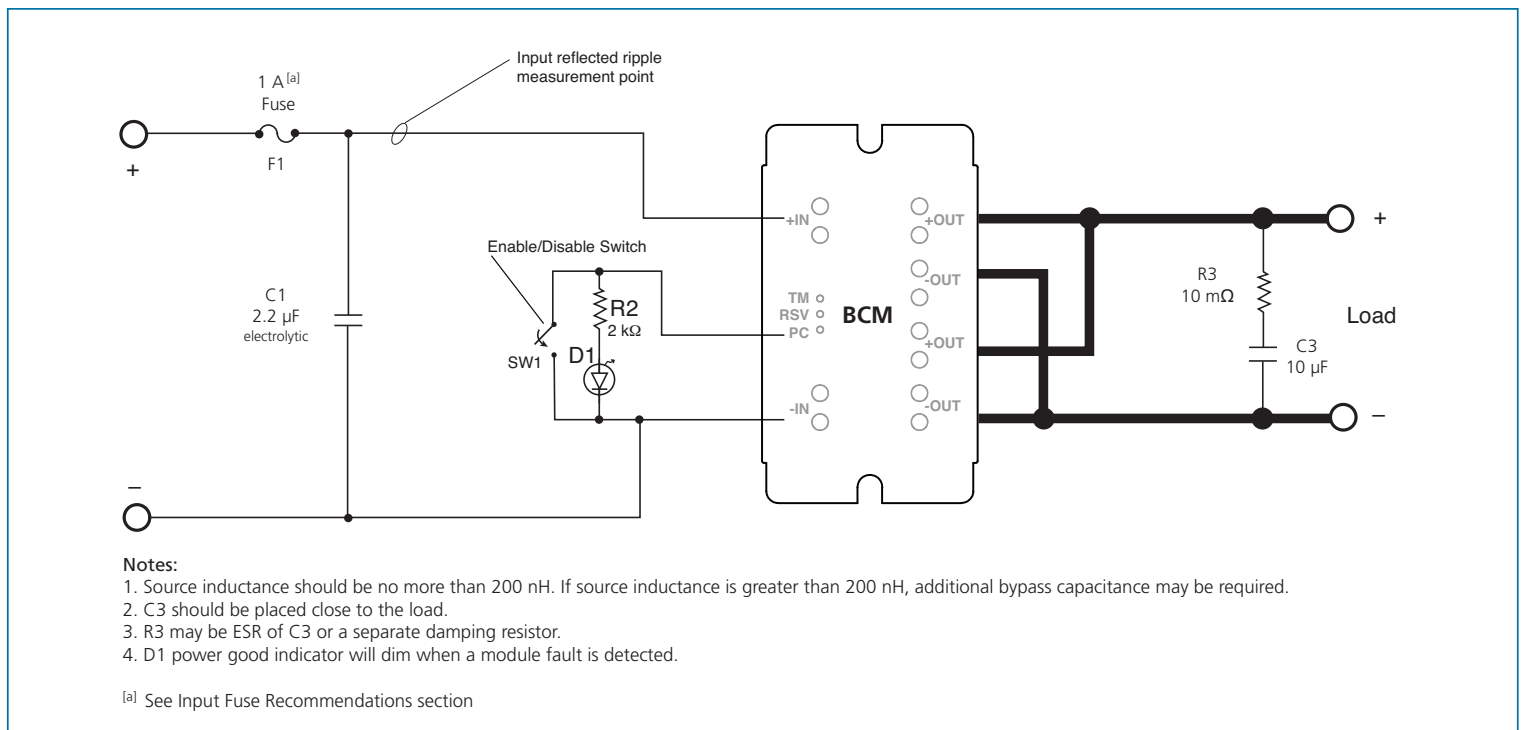 Input reflected ripple
measurement point
1 A [a]
Fuse
F1
+
+IN
+OUT
+
Enable/Disable Switch
-OUT
C1
2.2 µF
electrolytic
R2
2 kΩ
SW1
D1
TM
RSV
PC
BCM
+OUT
R3
10 mΩ
Load
C3
10 µF
-IN
-OUT
–
–
Notes:
1. Source inductance should be no more than 200 nH. If source inductance is greater than 200 nH, additional bypass capacitance may be required.
2. C3 should be placed close to the load.
3. R3 may be ESR of C3 or a separate damping resistor.
4. D1 power good indicator will dim when a module fault is detected.
[a] See Input Fuse Recommendations section